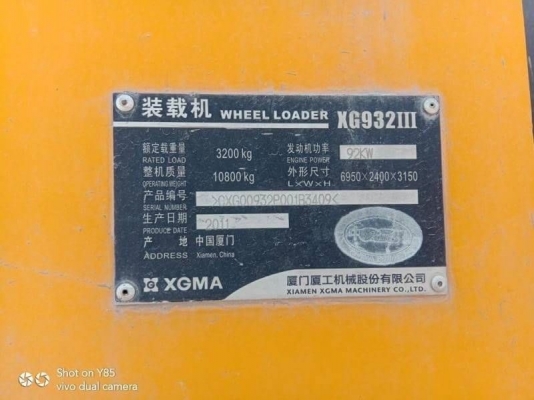 装载机 WHEEL LOADER XG932III
额定载重量 3200 kg 发动机功率 92KW
RATED LOAD ENGINE POWER
整机质量 10800 kg 外形尺寸 6950×2400×3150
OPERATING WEIGHT L×W×H
产品编号 >CXG00932P001B3409<
SERIAL NUMBER
生产日期 2011
PRODUCTION DATE
产地 中国厦门
ADDRESS Xiamen, China
XGMA 厦门厦工机械股份有限公司
XIAMEN XGMA MACHINERY CO.,LTD.
Shot on Y85
vivo dual camera